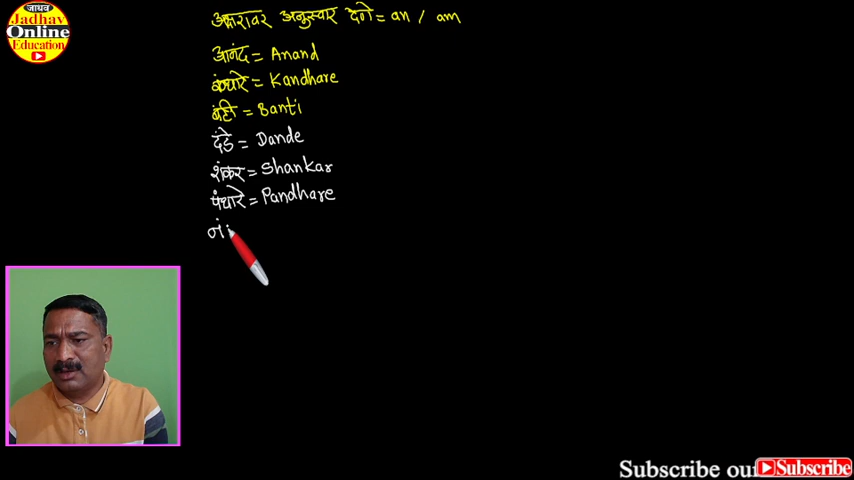 जाधव
Jadhav
Online
Education
अक्षरावर अनुस्वार देणे = an / am
आनंद = Anand
कंधारे = Kandhare
बंटी = Banti
दंडे = Dande
शंकर = Shankar
पंधारे = Pandhare
नं
Subscribe our
Subscribe